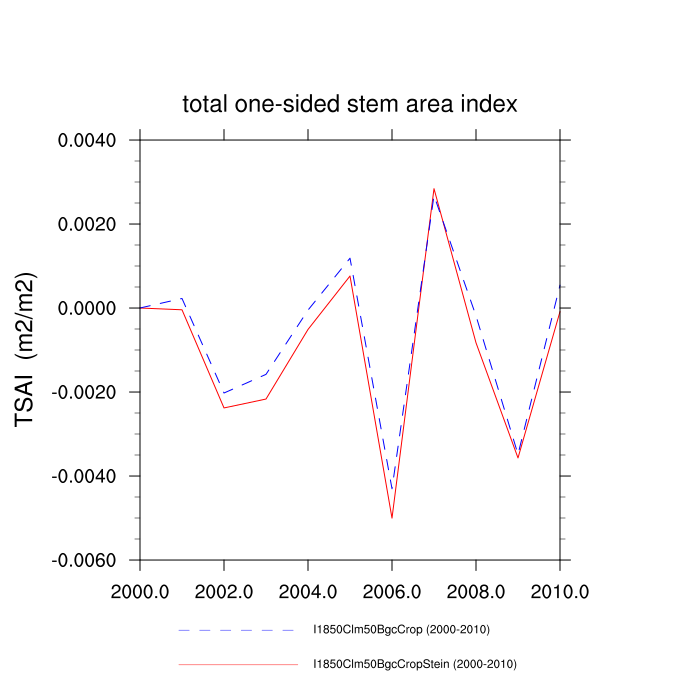 total one-sided stem area index
0.0040
0.0020
0.0000
-0.0020
-0.0040
-0.0060
TSAI (m2/m2)
2000.0 2002.0 2004.0 2006.0 2008.0 2010.0
I1850Clm50BgcCrop (2000-2010)
I1850Clm50BgcCropStein (2000-2010)